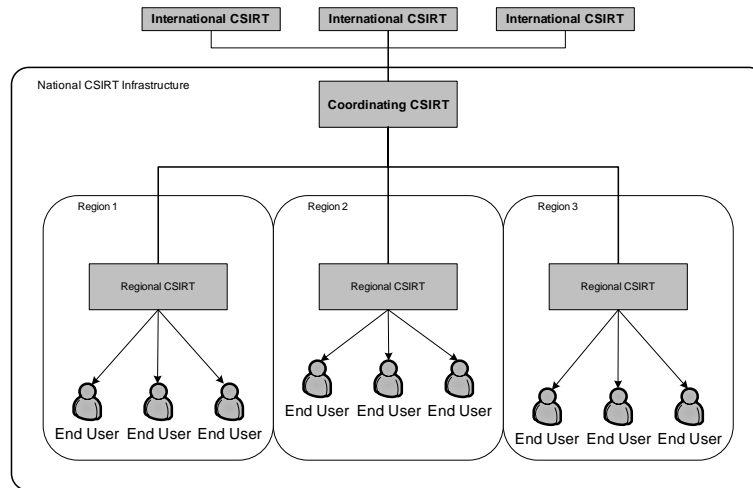 International CSIRT
International CSIRT
International CSIRT
National CSIRT Infrastructure
Coordinating CSIRT
Region 1
Region 2
Region 3
Regional CSIRT
Regional CSIRT
Regional CSIRT
End User
End User
End User
End User
End User
End User
End User
End User
End User